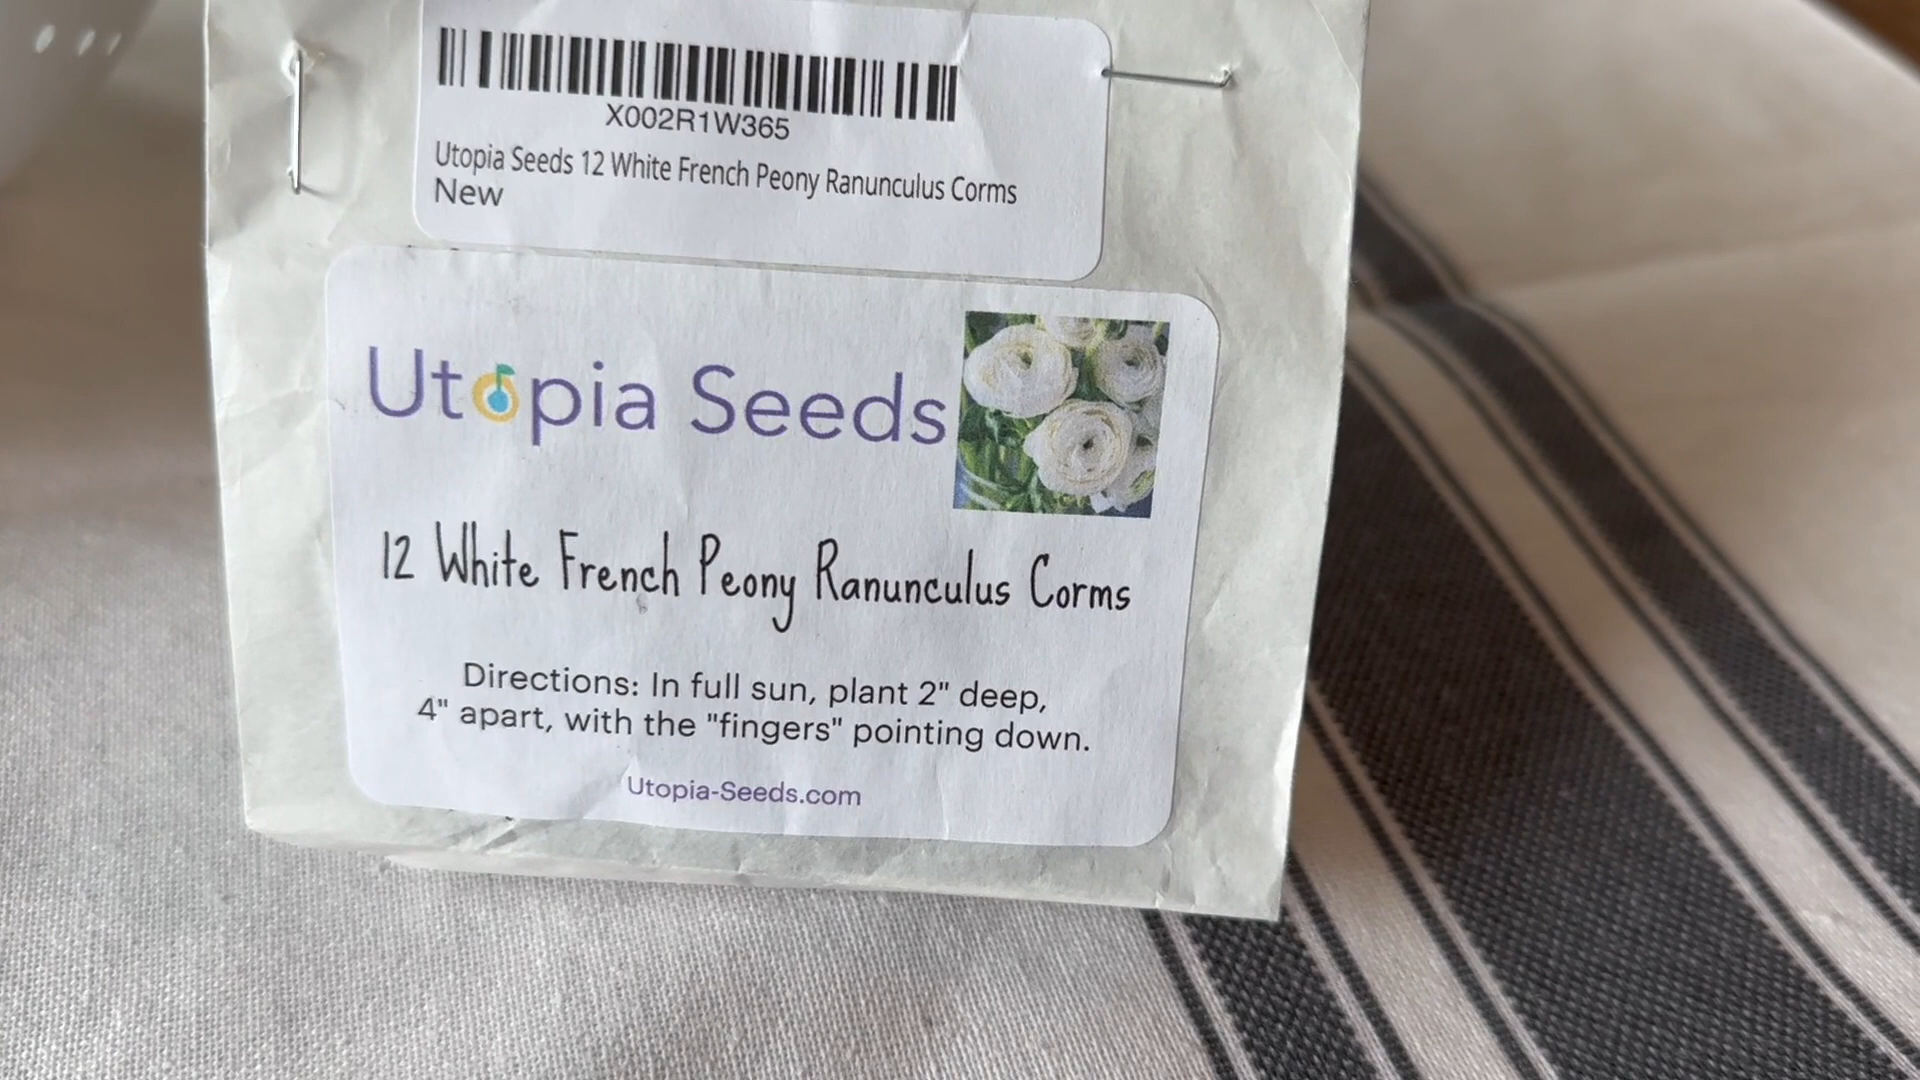 X002R1W365
Utopia Seeds 12 White French Peony Ranunculus Corms
New
Utopia Seeds
12 White French Peony Ranunculus Corms
Directions: In full sun, plant 2" deep,
4" apart, with the "fingers" pointing down.
Utopia-Seeds.com